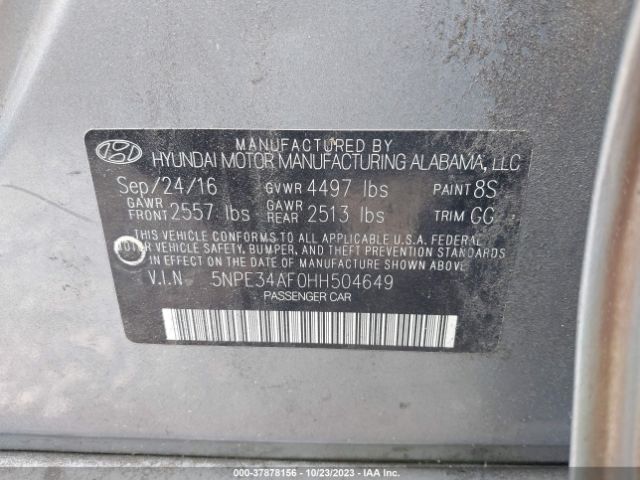 MANUFACTURED BY
HYUNDAI MOTOR MANUFACTURING ALABAMA, LLC
Sep/24/16 GVWR 4497 lbs PAINT 8S
GAWR FRONT 2557 lbs GAWR REAR 2513 lbs TRIM GG
THIS VEHICLE CONFORMS TO ALL APPLICABLE U.S.A. FEDERAL
MOTOR VEHICLE SAFETY, BUMPER, AND THEFT PREVENTION STANDARDS
IN EFFECT ON THE DATE OF MANUFACTURE SHOWN ABOVE.
V.I.N. 5NPE34AF0HH504649
PASSENGER CAR
000-37878156 - 10/23/2023 - IAA Inc.